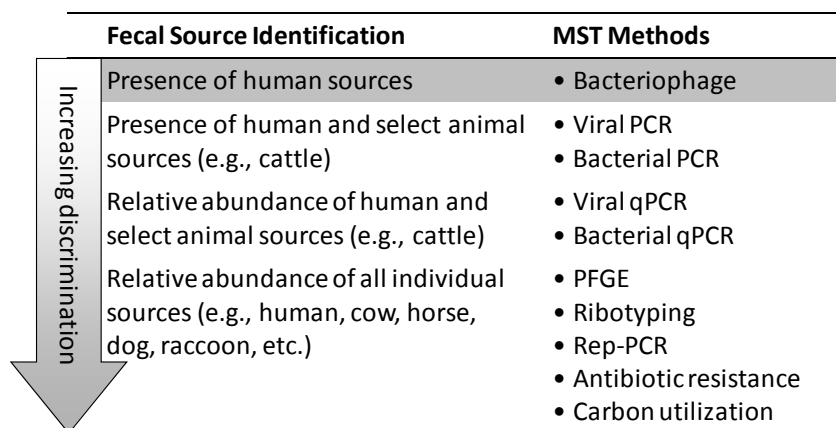 Fecal Source Identification MST Methods
Increasing discrimination
Presence of human sources • Bacteriophage
Presence of human and select animal • Viral PCR
sources (e.g., cattle) • Bacterial PCR
Relative abundance of human and • Viral qPCR
select animal sources (e.g., cattle) • Bacterial qPCR
Relative abundance of all individual • PFGE
sources (e.g., human, cow, horse, • Ribotyping
dog, raccoon, etc.) • Rep-PCR
• Antibiotic resistance
• Carbon utilization